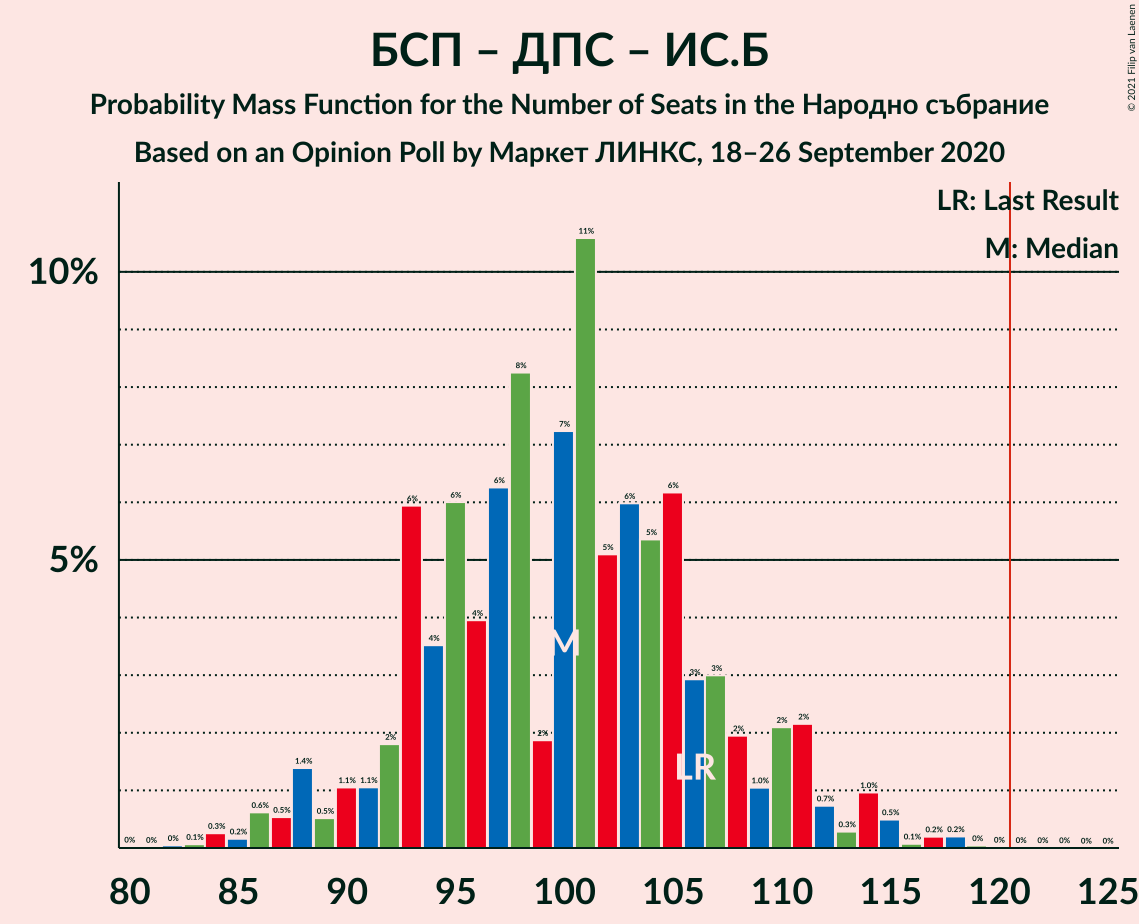 БСП – ДПС – ИС.Б
Probability Mass Function for the Number of Seats in the Народно събрание
Based on an Opinion Poll by Маркет ЛИНКС, 18–26 September 2020
© 2021 Filip van Laenen
LR: Last Result
M: Median
10%
5%
0% 0% 0% 0.1% 0.3% 0.2% 0.6% 0.5% 1.4% 0.5% 1.1% 1.1% 2% 6% 4% 6% 4% 6% 8% 2% 7% 11% 5% 6% 5% 6% 3% 3% 2% 1.0% 2% 2% 0.7% 0.3% 1.0% 0.5% 0.1% 0.2% 0.2% 0% 0% 0% 0% 0% 0% 0%
M
LR
80 85 90 95 100 105 110 115 120 125